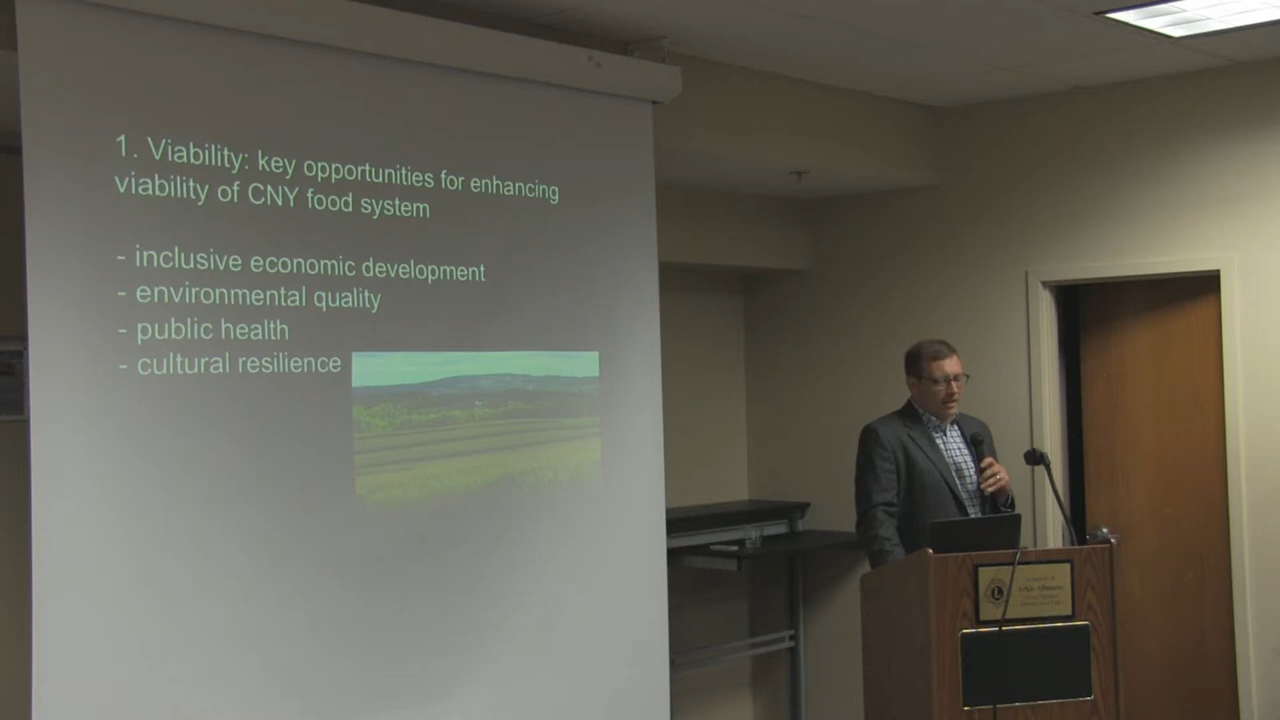 1. Viability: key opportunities for enhancing
viability of CNY food system
- inclusive economic development
- environmental quality
- public health
- cultural resilience
L